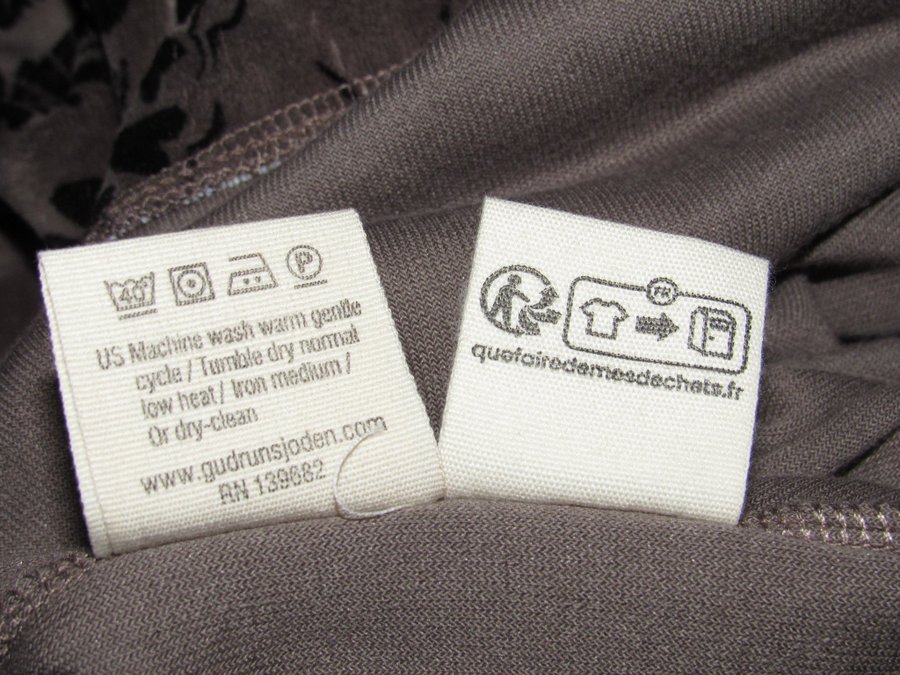 40°
P
US Machine wash warm gentle
cycle / Tumble dry normal
low heat / Iron medium /
Or dry-clean
www.gudrunsjoden.com
RN 139682
FR
quefairedemesdechets.fr